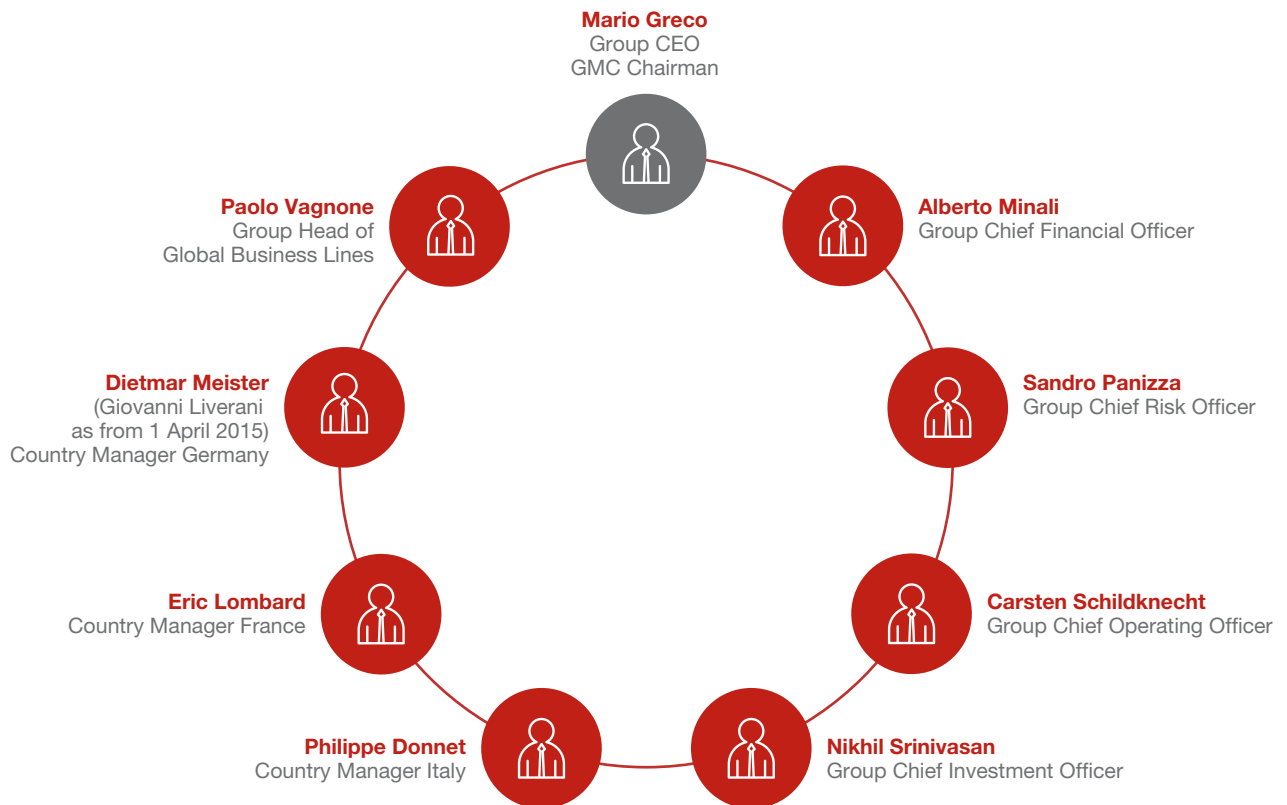 Mario Greco
Group CEO
GMC Chairman
Paolo Vagnone
Group Head of
Global Business Lines
Alberto Minali
Group Chief Financial Officer
Dietmar Meister
(Giovanni Liverani
as from 1 April 2015)
Country Manager Germany
Sandro Panizza
Group Chief Risk Officer
Eric Lombard
Country Manager France
Carsten Schildknecht
Group Chief Operating Officer
Philippe Donnet
Country Manager Italy
Nikhil Srinivasan
Group Chief Investment Officer